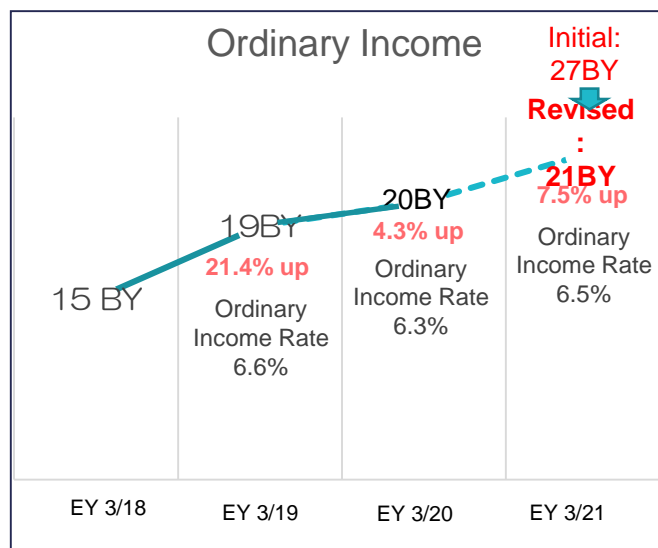 Ordinary Income
Initial:
27BY
Revised
:
21BY
7.5% up
Ordinary
Income Rate
6.5%
20BY
4.3% up
Ordinary
Income Rate
6.3%
19BY
21.4% up
Ordinary
Income Rate
6.6%
15 BY
EY 3/18
EY 3/19
EY 3/20
EY 3/21